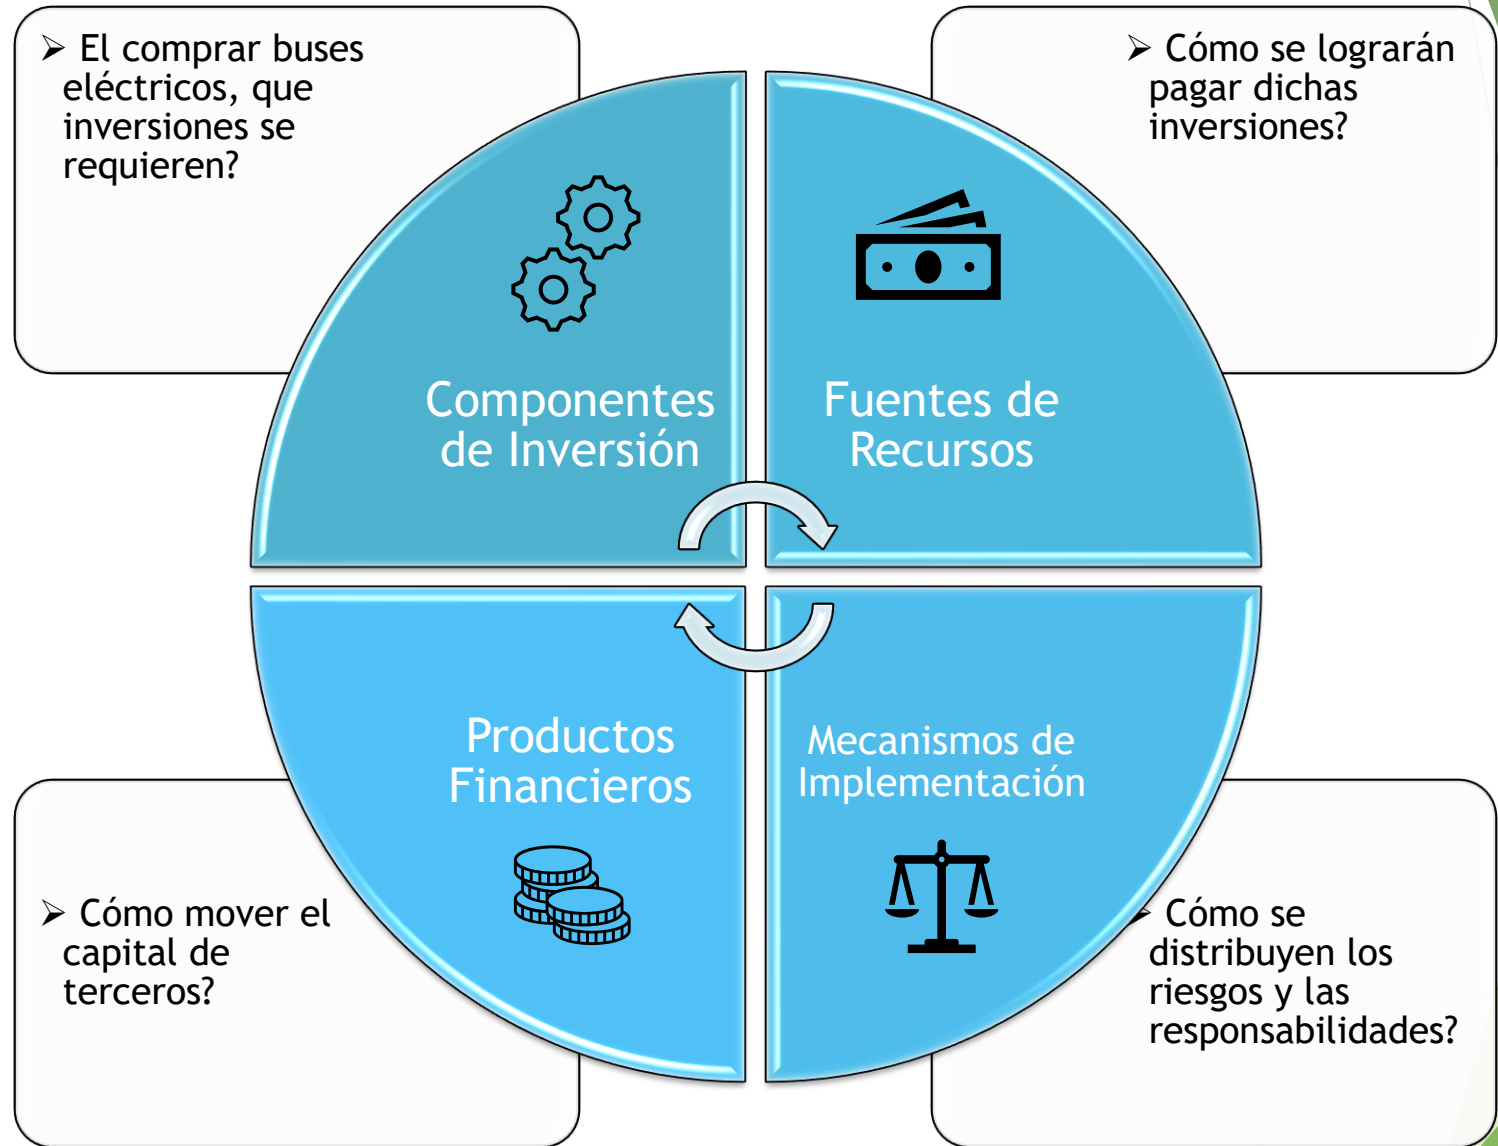 ➢ El comprar buses
eléctricos, que
inversiones se
requieren?
➢ Cómo se lograrán
pagar dichas
inversiones?
Componentes
de Inversión
Fuentes de
Recursos
Productos
Financieros
Mecanismos de
Implementación
➢ Cómo mover el
capital de
terceros?
➢ Cómo se
distribuyen los
riesgos y las
responsabilidades?